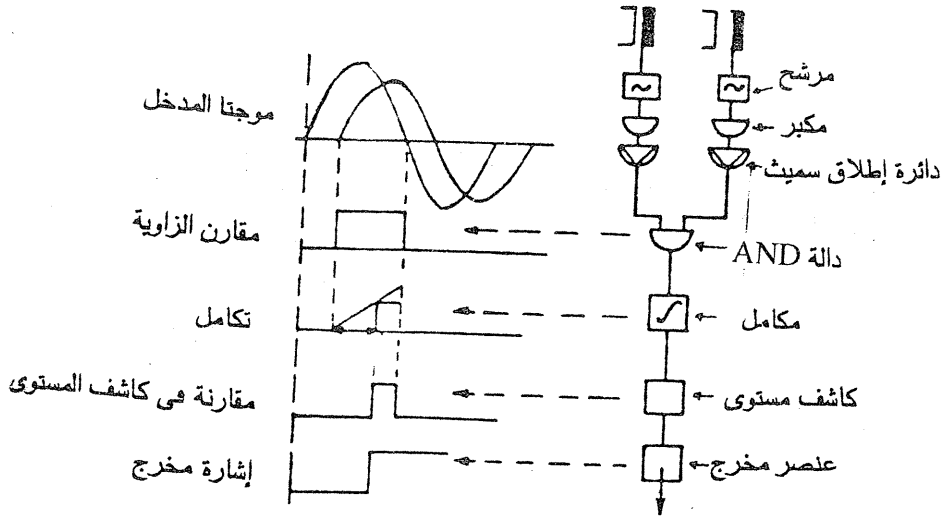 مرشح
مكبر
دائرة إطلاق سميث
دالة AND
مكامل
كاشف مستوى
عنصر مخرج
موجتا المدخل
مقارن الزاوية
تكامل
مقارنة فى كاشف المستوى
إشارة مخرج